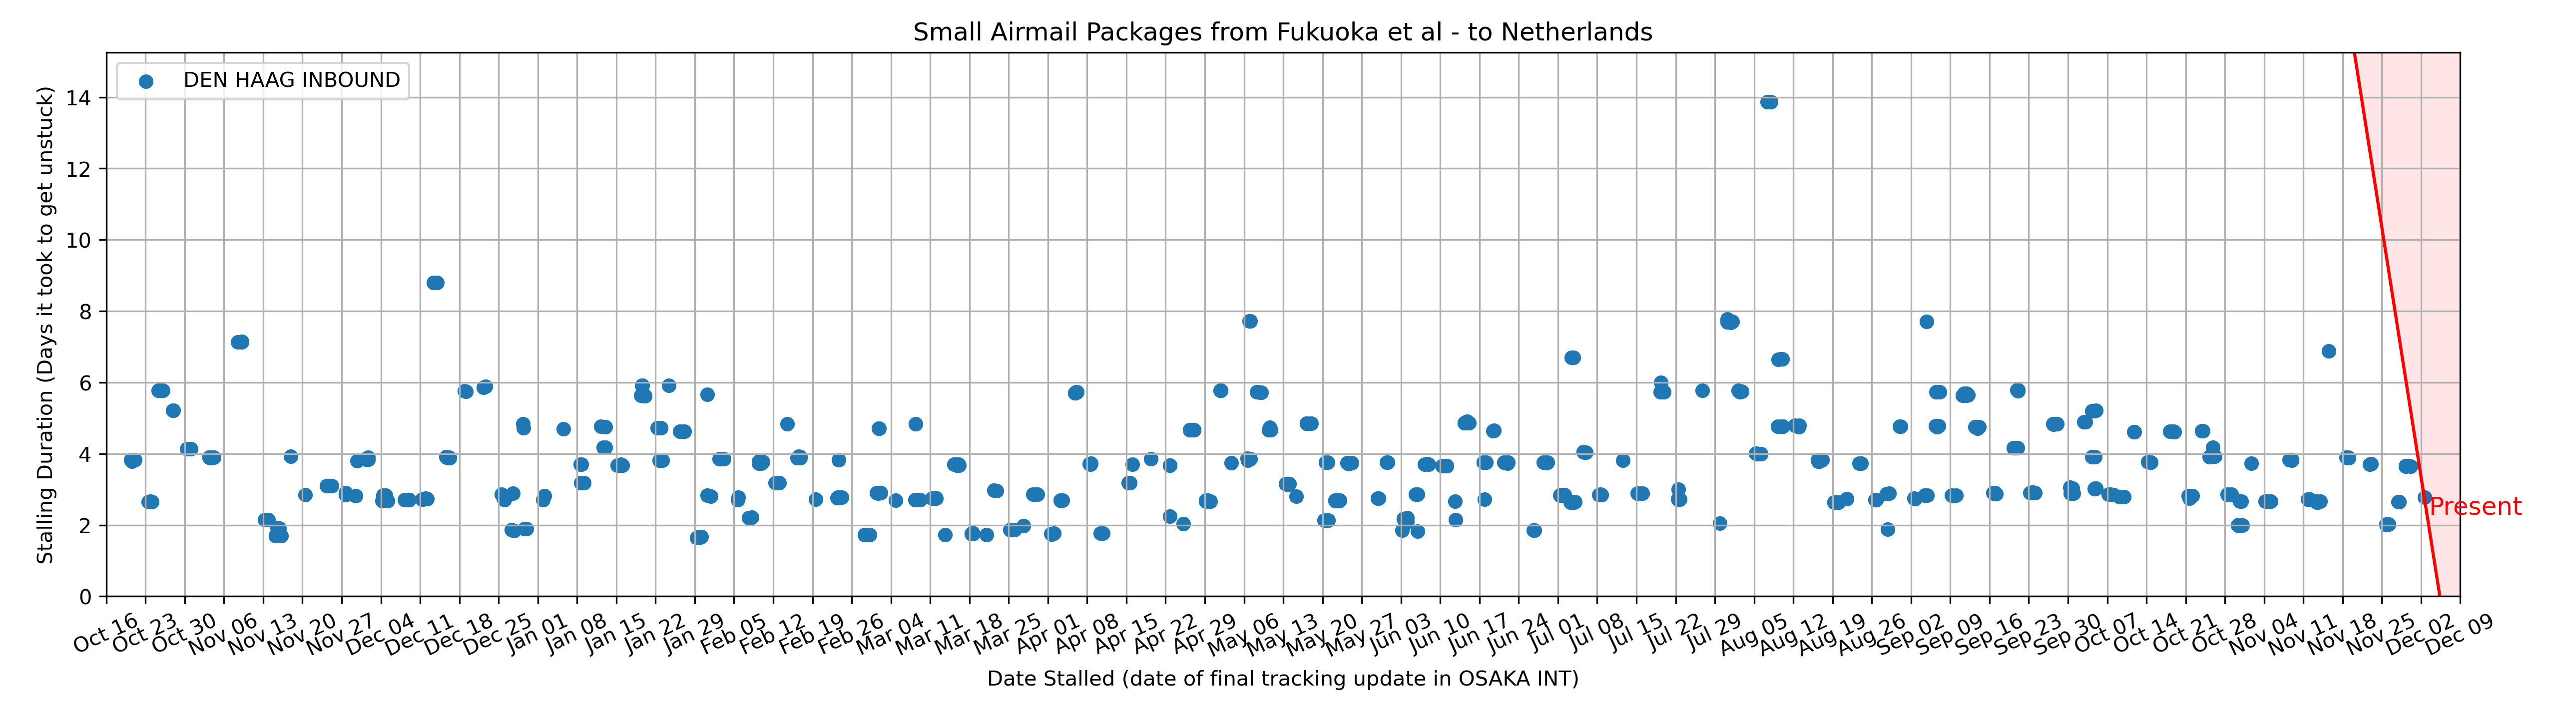 Small Airmail Packages from Fukuoka et al - to Netherlands
DEN HAAG INBOUND
Stalling Duration (Days it took to get unstuck)
14
12
10
8
6
4
2
0
Present
Oct 16
Oct 23
Oct 30
Nov 06
Nov 13
Nov 20
Nov 27
Dec 04
Dec 11
Dec 18
Dec 25
Jan 01
Jan 08
Jan 15
Jan 22
Jan 29
Feb 05
Feb 12
Feb 19
Feb 26
Mar 04
Mar 11
Mar 18
Mar 25
Apr 01
Apr 08
Apr 15
Apr 22
Apr 29
May 06
May 13
May 20
May 27
Jun 03
Jun 10
Jun 17
Jun 24
Jul 01
Jul 08
Jul 15
Jul 22
Jul 29
Aug 05
Aug 12
Aug 19
Aug 26
Sep 02
Sep 09
Sep 16
Sep 23
Sep 30
Oct 07
Oct 14
Oct 21
Oct 28
Nov 04
Nov 11
Nov 18
Nov 25
Dec 02
Dec 09
Date Stalled (date of final tracking update in OSAKA INT)